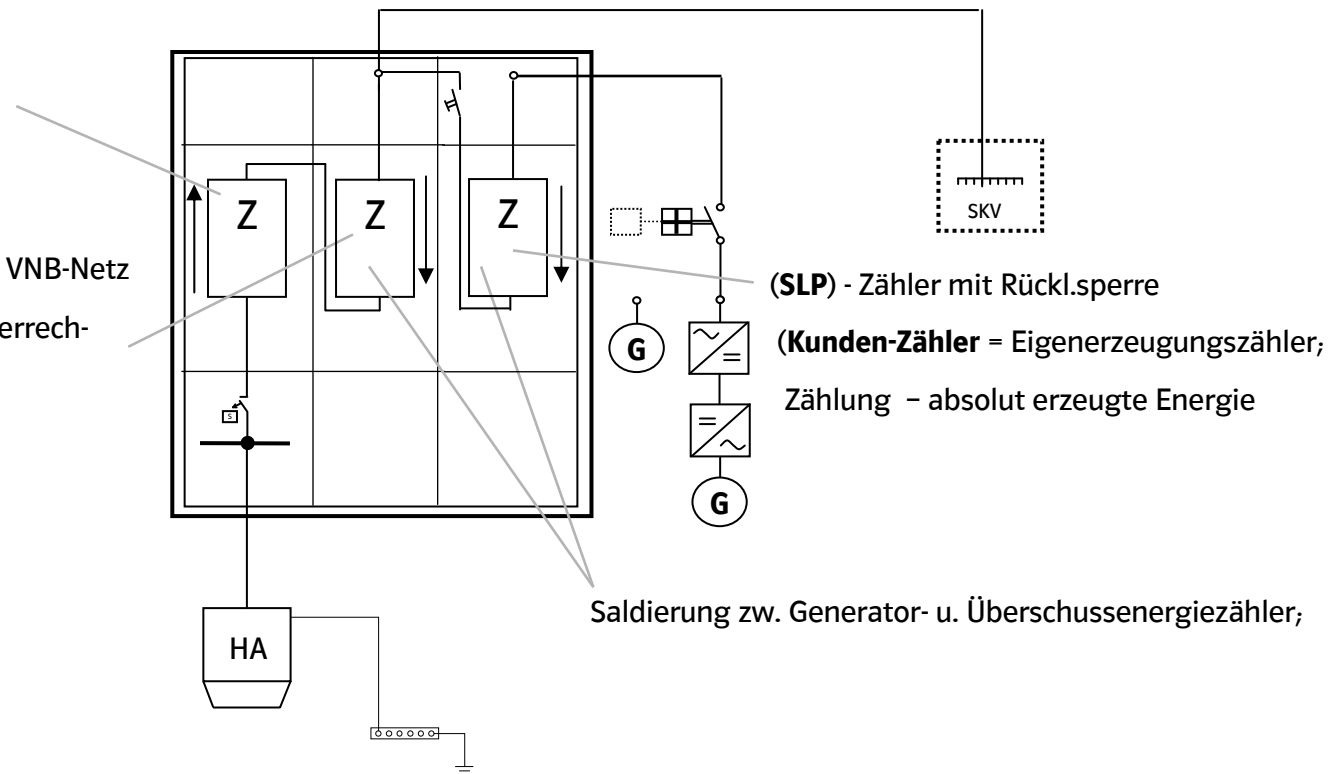 Z
Z
Z
SKV
VNB-Netz
(SLP) - Zähler mit Rückl.sperre
errech-
G
(Kunden-Zähler = Eigenerzeugungszähler;
Zählung – absolut erzeugte Energie
S
G
Saldierung zw. Generator- u. Überschussenergiezähler;
HA